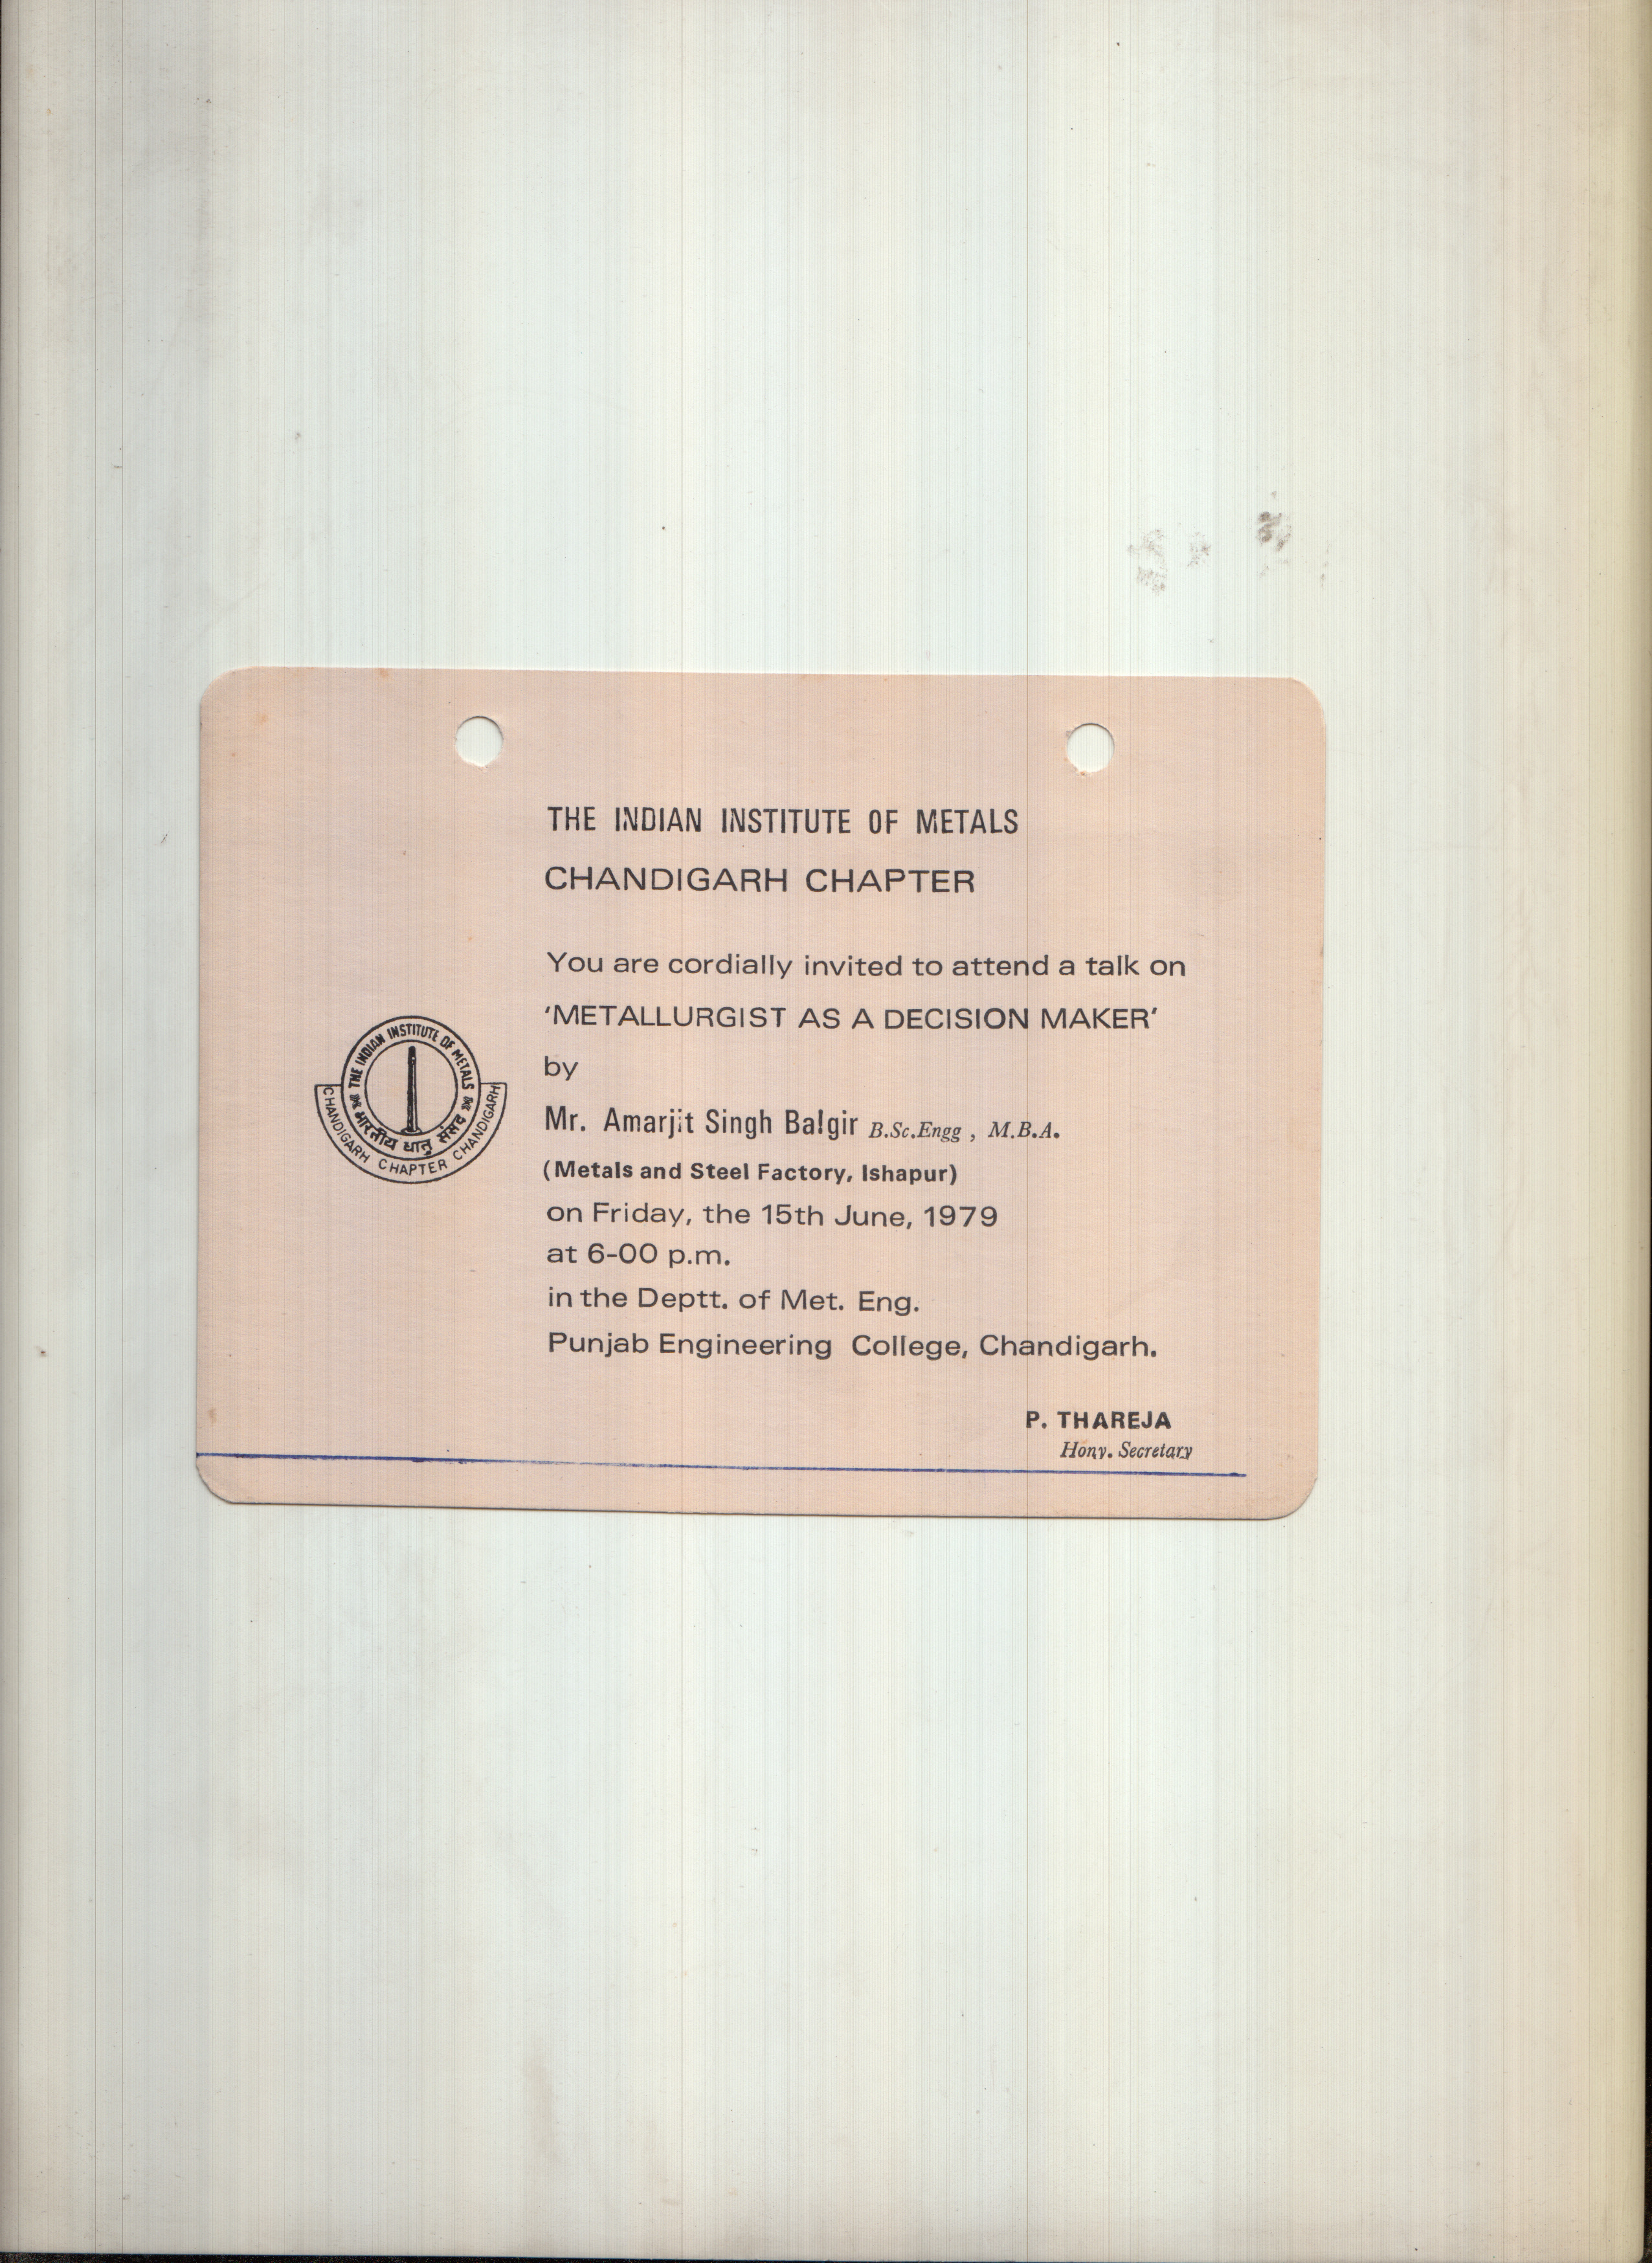 THE INDIAN INSTITUTE OF METALS
CHANDIGARH CHAPTER
You are cordially invited to attend a talk on
‘METALLURGIST AS A DECISION MAKER’
by
Mr. Amarjit Singh Balgir B.Sc.Engg , M.B.A.
(Metals and Steel Factory, Ishapur)
on Friday, the 15th June, 1979
at 6-00 p.m.
in the Deptt. of Met. Eng.
Punjab Engineering College, Chandigarh.
P. THAREJA
Hony. Secretary
THE INDIAN INSTITUTE OF METALS
भारतीय धातु संसद
CHANDIGARH CHAPTER CHANDIGARH